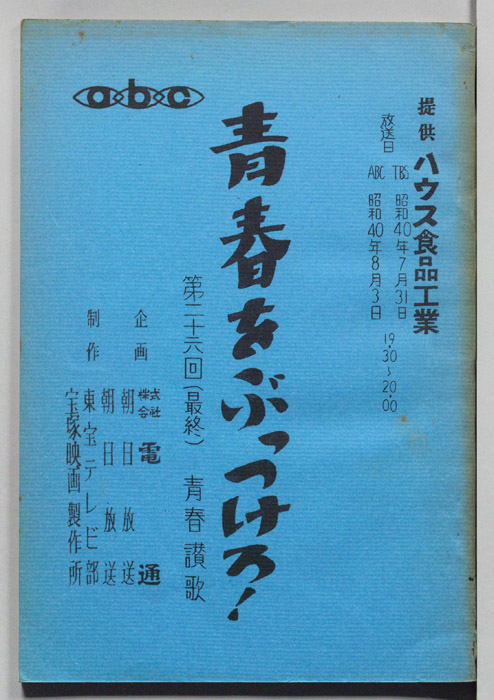 提供 ハウス食品工業
放送日
TBS 昭和40年7月31日 19.30~20.00
ABC 昭和40年8月3日
abc
青春をぶっつけろ!
第二十六回(最終) 青春讃歌
企画
株式会社 電通
朝日放送
制作
朝日放送
東宝テレビ部
宝塚映画製作所